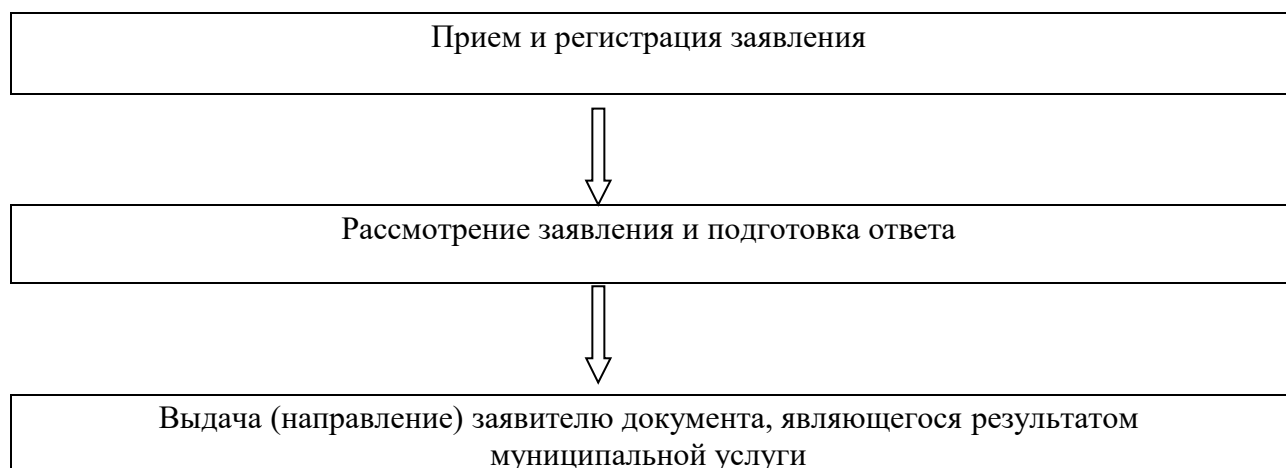 Прием и регистрация заявления
Рассмотрение заявления и подготовка ответа
Выдача (направление) заявителю документа, являющегося результатом
муниципальной услуги